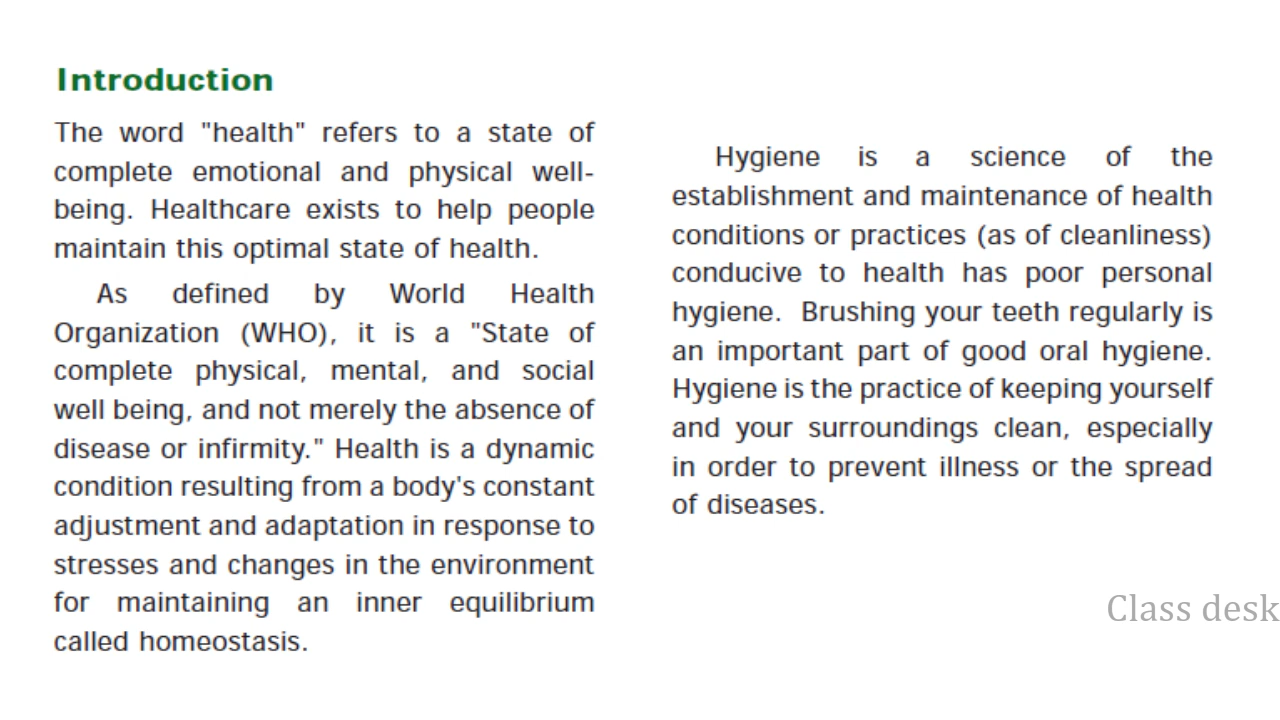 Introduction
The word "health" refers to a state of
complete emotional and physical well-
being. Healthcare exists to help people
maintain this optimal state of health.
As defined by World Health
Organization (WHO), it is a "State of
complete physical, mental, and social
well being, and not merely the absence of
disease or infirmity." Health is a dynamic
condition resulting from a body's constant
adjustment and adaptation in response to
stresses and changes in the environment
for maintaining an inner equilibrium
called homeostasis.
Hygiene is a science of the
establishment and maintenance of health
conditions or practices (as of cleanliness)
conducive to health has poor personal
hygiene. Brushing your teeth regularly is
an important part of good oral hygiene.
Hygiene is the practice of keeping yourself
and your surroundings clean, especially
in order to prevent illness or the spread
of diseases.
Class desk